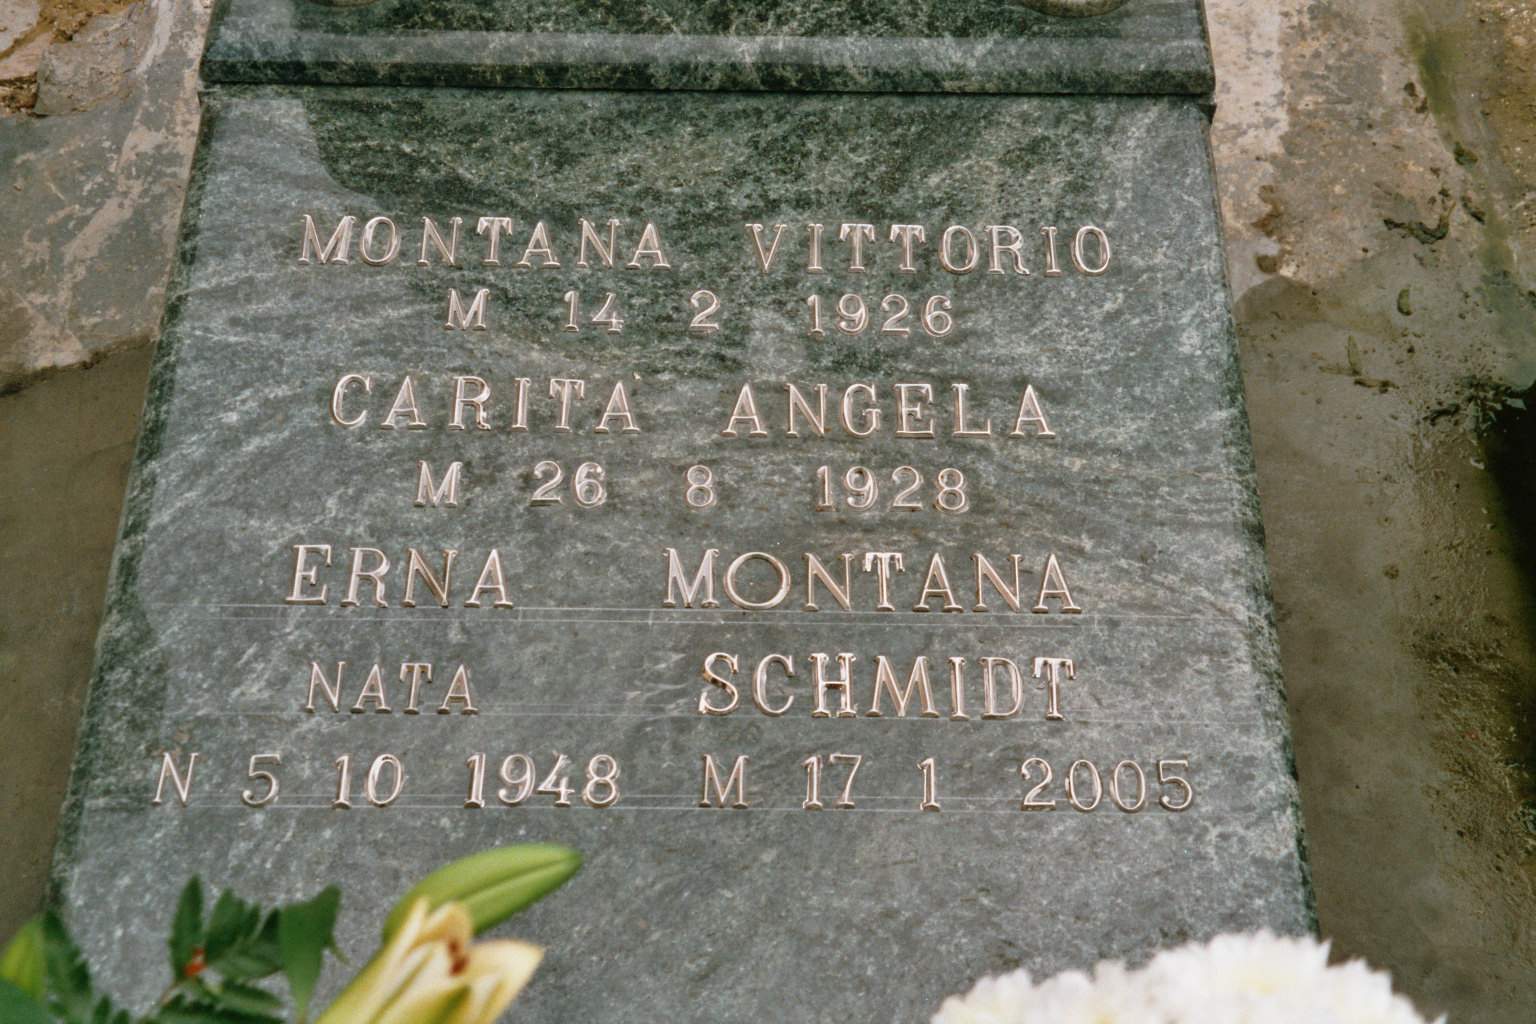 MONTANA VITTORIO
M 14 2 1926
CARITA' ANGELA
M 26 8 1928
ERNA MONTANA
NATA SCHMIDT
N 5 10 1948 M 17 1 2005